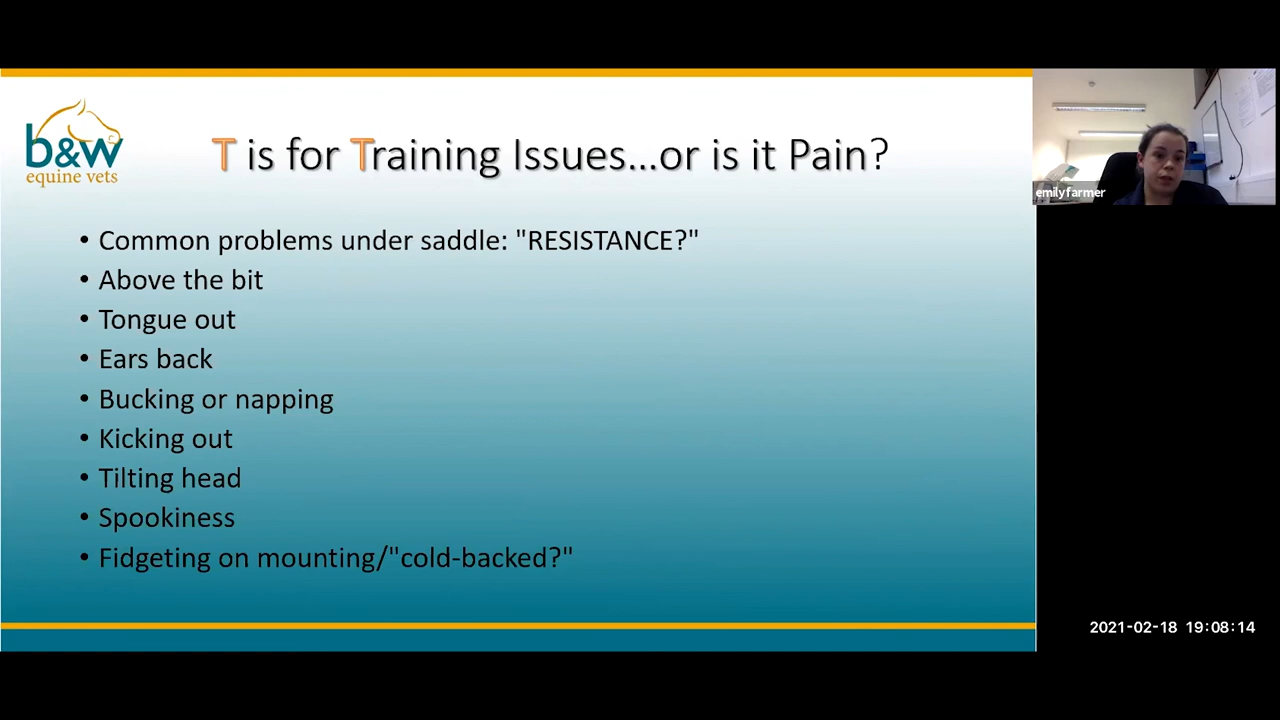 b&w
equine vets
T is for Training Issues...or is it Pain?
• Common problems under saddle: "RESISTANCE?"
• Above the bit
• Tongue out
• Ears back
• Bucking or napping
• Kicking out
• Tilting head
• Spookiness
• Fidgeting on mounting/"cold-backed?"
emilyfarmer
2021-02-18 19:08:14